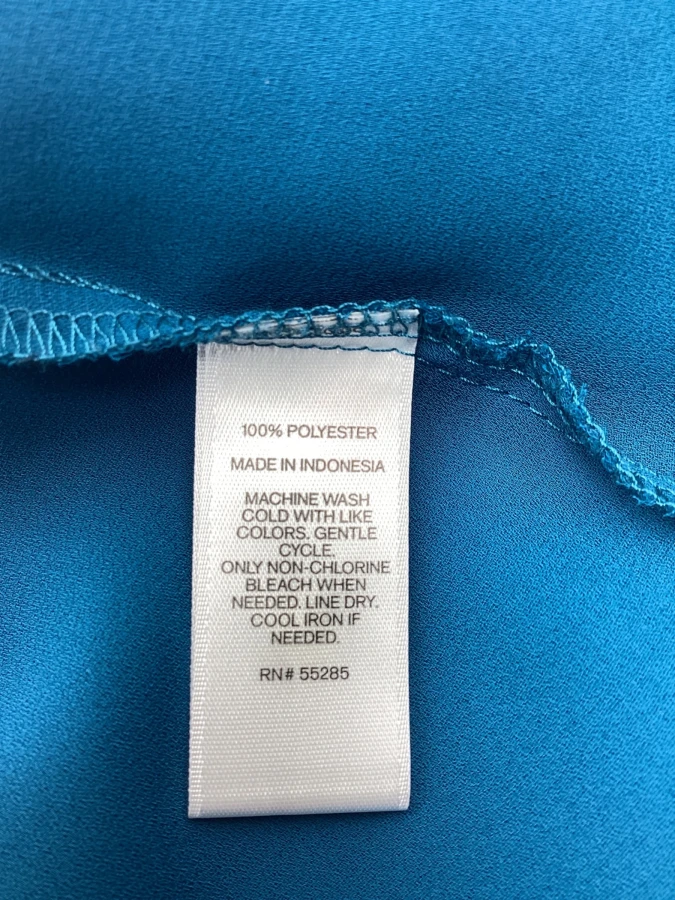 100% POLYESTER
MADE IN INDONESIA
MACHINE WASH
COLD WITH LIKE
COLORS. GENTLE
CYCLE.
ONLY NON-CHLORINE
BLEACH WHEN
NEEDED. LINE DRY.
COOL IRON IF
NEEDED.
RN# 55285